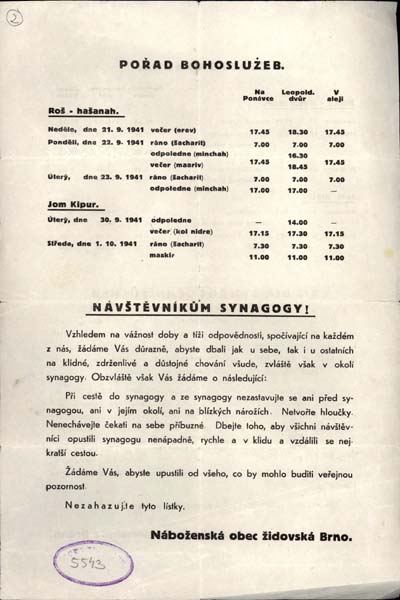 2
POŘAD BOHOSLUŽEB.
Na Ponávce Leopold. dvůr V aleji
Roš - hašanah.
Neděle, dne 21. 9. 1941 večer (erev) 17.45 18.30 17.45
Pondělí, dne 22. 9. 1941 ráno (šacharit) 7.00 7.00 7.00
odpoledne (minchah) 16.30
večer (maariv) 17.45 18.45 17.45
Úterý, dne 23. 9. 1941 ráno (šacharit) 7.00 7.00 7.00
odpoledne (minchah) 17.00 17.00 —
Jom Kipur.
Úterý, dne 30. 9. 1941 odpoledne — 14.00 —
večer (kol nidre) 17.15 17.30 17.15
Středa, dne 1. 10. 1941 ráno (šacharit) 7.30 7.30 7.30
maskir 11.00 11.00 11.00
NÁVŠTĚVNÍKŮM SYNAGOGY!
Vzhledem na vážnost doby a tíži odpovědnosti, spočívající na každém
z nás, žádáme Vás důrazně, abyste dbali jak u sebe, tak i u ostatních
na klidné, zdrženlivé a důstojné chování všude, zvláště však v okolí
synagogy. Obzvláště však Vás žádáme o následující:
Při cestě do synagogy a ze synagogy nezastavujte se ani před sy-
nagogou, ani v jejím okolí, ani na blízkých nárožích. Netvořte hloučky.
Nenechávejte čekati na sebe příbuzné. Dbejte toho, aby všichni návštěv-
níci opustili synagogu nenápadně, rychle a v klidu a vzdálili se nej-
kratší cestou.
Žádáme Vás, abyste upustili od všeho, co by mohlo buditi veřejnou
pozornost.
Nezahazujte tyto lístky.
Náboženská obec židovská Brno.
5543